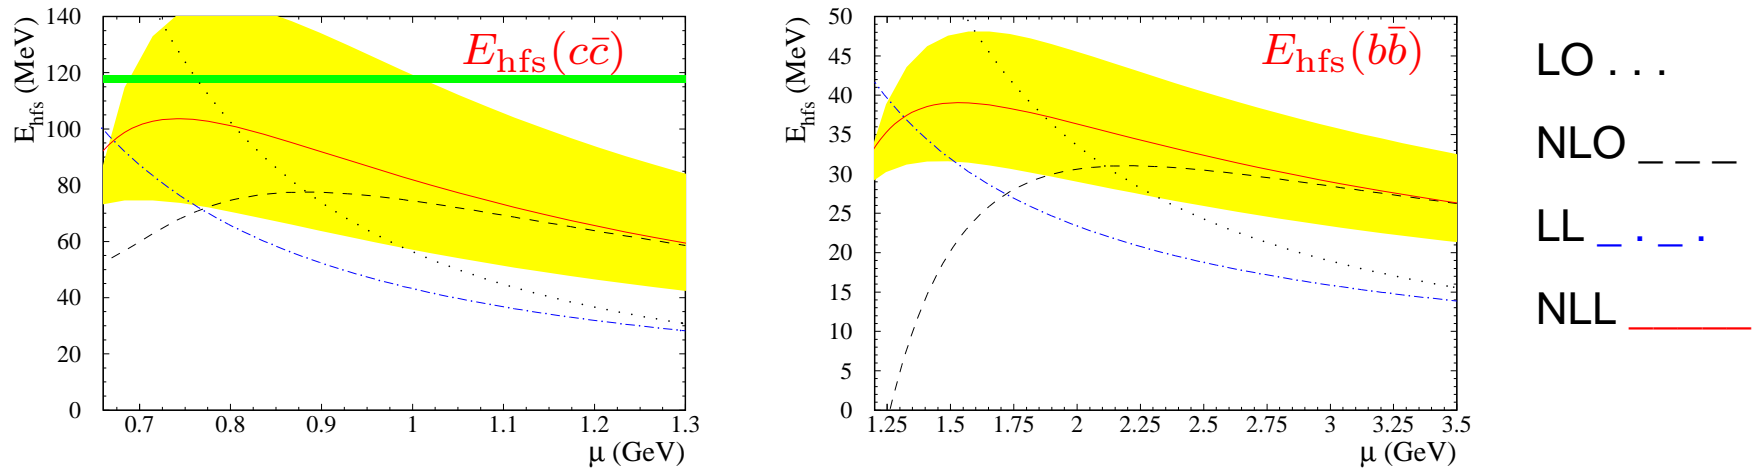 E_hfs (MeV)
140
120
100
80
60
40
20
0
E_hfs(cc̄)
0.7 0.8 0.9 1 1.1 1.2 1.3
μ (GeV)
E_hfs (MeV)
50
45
40
35
30
25
20
15
10
5
0
E_hfs(bb̄)
1.25 1.5 1.75 2 2.25 2.5 2.75 3 3.25 3.5
μ (GeV)
LO . . .
NLO _ _ _
LL _ . _ .
NLL _____